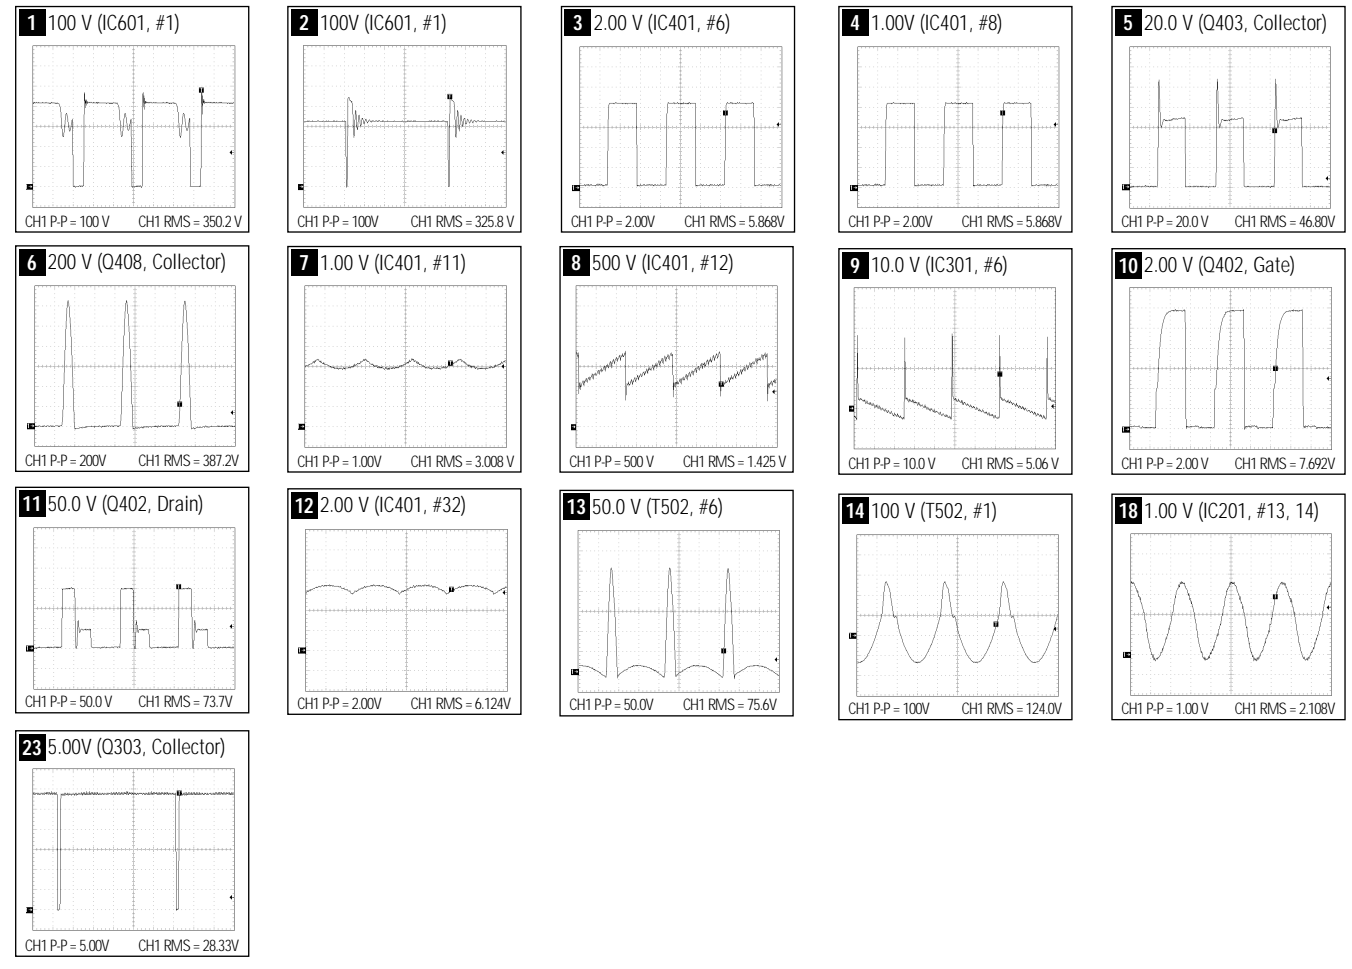 1 100 V (IC601, #1)
CH1 P-P = 100 V CH1 RMS = 350.2 V
2 100V (IC601, #1)
CH1 P-P = 100V CH1 RMS = 325.8 V
3 2.00 V (IC401, #6)
CH1 P-P = 2.00V CH1 RMS = 5.868V
4 1.00V (IC401, #8)
CH1 P-P = 2.00V CH1 RMS = 5.868V
5 20.0 V (Q403, Collector)
CH1 P-P = 20.0 V CH1 RMS = 46.80V
6 200 V (Q408, Collector)
CH1 P-P = 200V CH1 RMS = 387.2V
7 1.00 V (IC401, #11)
CH1 P-P = 1.00V CH1 RMS = 3.008 V
8 500 V (IC401, #12)
CH1 P-P = 500 V CH1 RMS = 1.425 V
9 10.0 V (IC301, #6)
CH1 P-P = 10.0 V CH1 RMS = 5.06 V
10 2.00 V (Q402, Gate)
CH1 P-P = 2.00 V CH1 RMS = 7.692V
11 50.0 V (Q402, Drain)
CH1 P-P = 50.0 V CH1 RMS = 73.7V
12 2.00 V (IC401, #32)
CH1 P-P = 2.00V CH1 RMS = 6.124V
13 50.0 V (T502, #6)
CH1 P-P = 50.0V CH1 RMS = 75.6V
14 100 V (T502, #1)
CH1 P-P = 100V CH1 RMS = 124.0V
18 1.00 V (IC201, #13, 14)
CH1 P-P = 1.00 V CH1 RMS = 2.108V
23 5.00V (Q303, Collector)
CH1 P-P = 5.00V CH1 RMS = 28.33V